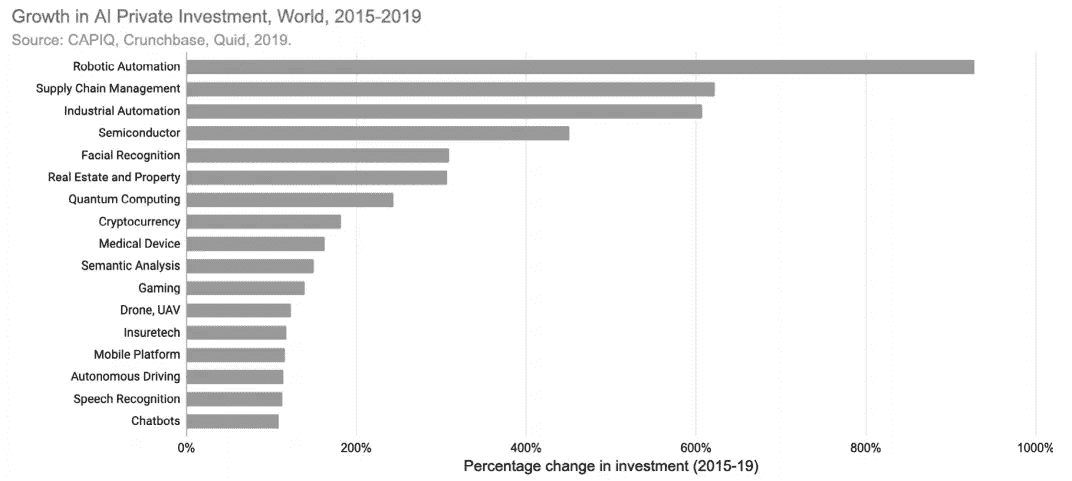 Growth in AI Private Investment, World, 2015-2019
Source: CAPIQ, Crunchbase, Quid, 2019.
Robotic Automation
Supply Chain Management
Industrial Automation
Semiconductor
Facial Recognition
Real Estate and Property
Quantum Computing
Cryptocurrency
Medical Device
Semantic Analysis
Gaming
Drone, UAV
Insuretech
Mobile Platform
Autonomous Driving
Speech Recognition
Chatbots
0% 200% 400% 600% 800% 1000%
Percentage change in investment (2015-19)